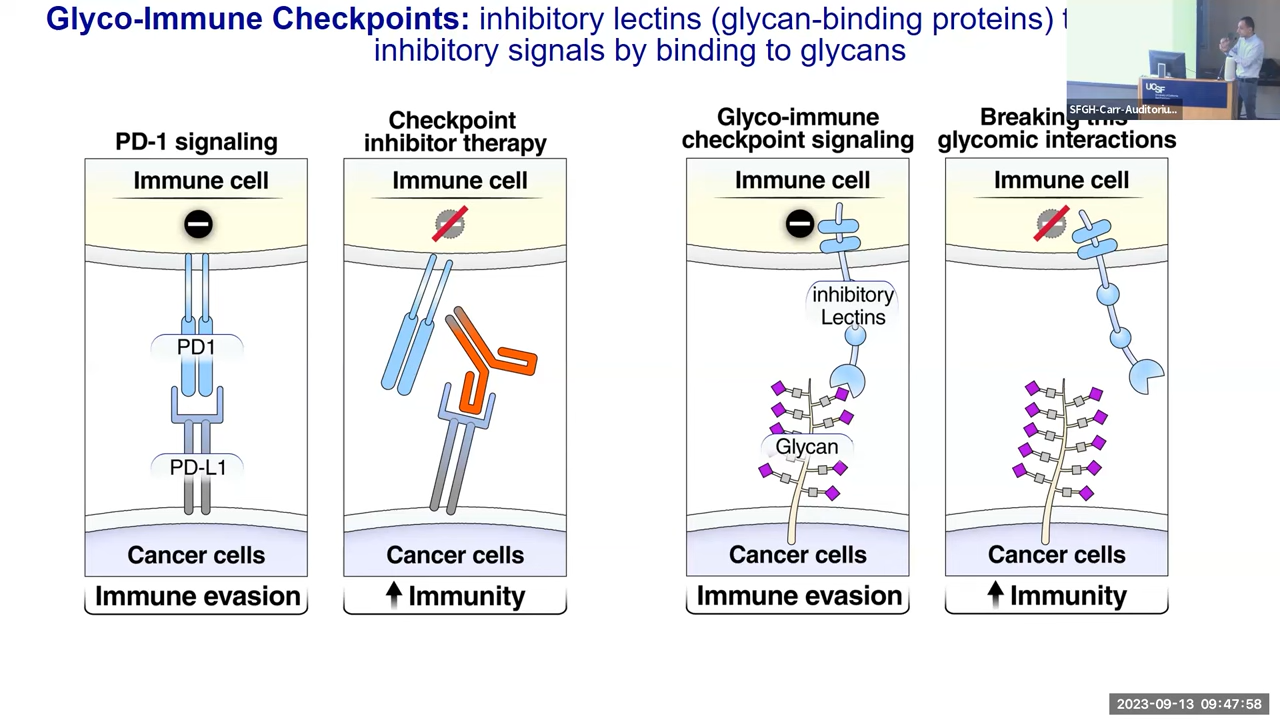 Glyco-Immune Checkpoints: inhibitory lectins (glycan-binding proteins)
inhibitory signals by binding to glycans
UCSF
SFGH-Carr-Auditoriu...
PD-1 signaling
Immune cell
PD1
PD-L1
Cancer cells
Immune evasion
Checkpoint
inhibitor therapy
Immune cell
Cancer cells
Immunity
Glyco-immune
checkpoint signaling
Immune cell
inhibitory
Lectins
Glycan
Cancer cells
Immune evasion
Breaking this
glycomic interactions
Immune cell
Cancer cells
Immunity
2023-09-13 09:47:58